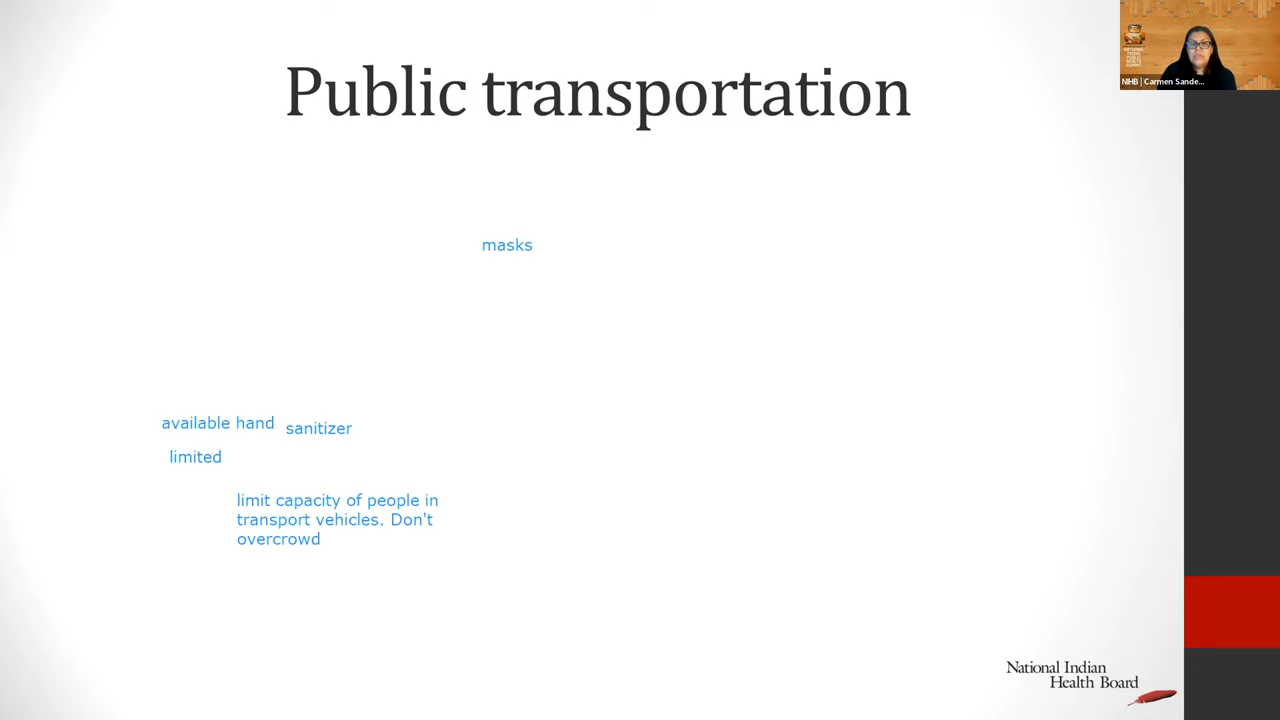 Public transportation
NIHB | Carmen Sande...
masks
available hand
sanitizer
limited
limit capacity of people in
transport vehicles. Don't
overcrowd
National Indian
Health Board